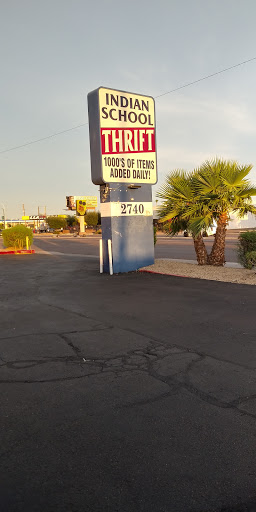 INDIAN
SCHOOL
THRIFT
1000'S OF ITEMS
ADDED DAILY!
2740